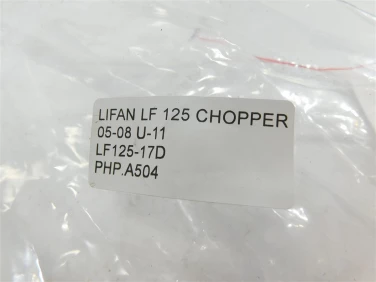 LIFAN LF 125 CHOPPER
05-08 U-11
LF125-17D
PHP.A504